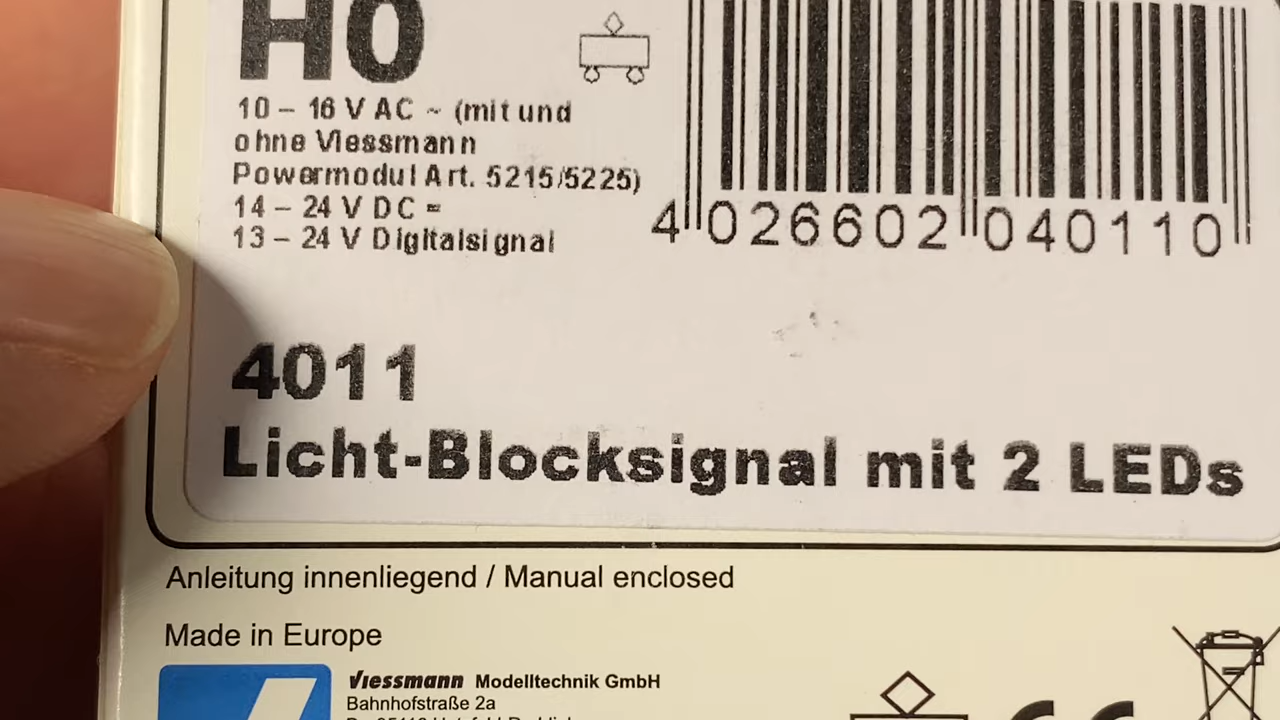 H0
10 – 16 V AC ~ (mit und
ohne Viessmann
Powermodul Art. 5215/5225)
14 – 24 V DC =
13 – 24 V Digitalsignal
4 026602 040110
4011
Licht-Blocksignal mit 2 LEDs
Anleitung innenliegend / Manual enclosed
Made in Europe
Viessmann Modelltechnik GmbH
Bahnhofstraße 2a
CE